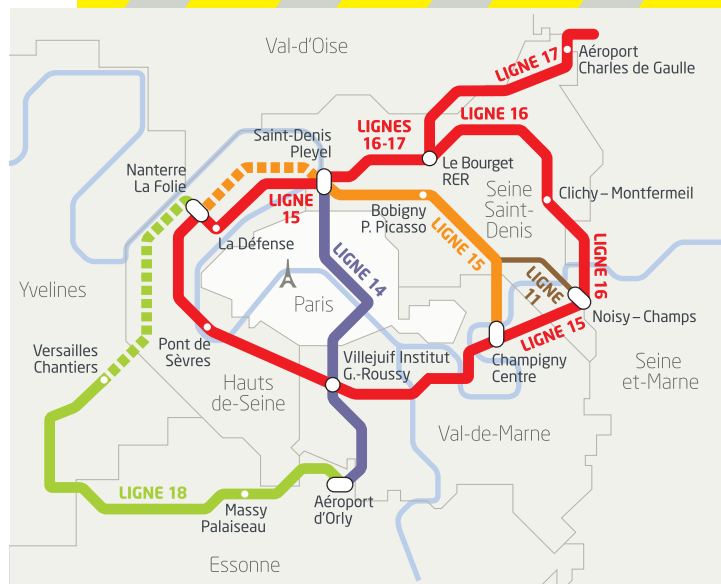 Val-d'Oise
Aéroport
Charles de Gaulle
LIGNE 17
LIGNES
16-17
LIGNE 16
Saint-Denis
Pleyel
Nanterre
La Folie
Le Bourget
RER
Seine
Saint-
Denis
Clichy – Montfermeil
LIGNE
15
Bobigny
P. Picasso
La Défense
LIGNE 15
LIGNE 14
LIGNE
11
LIGNE 16
Yvelines
Paris
Noisy – Champs
LIGNE 15
Pont de
Sèvres
Versailles
Chantiers
Villejuif Institut
G.-Roussy
Champigny
Centre
Seine
et-Marne
Hauts
de-Seine
Val-de-Marne
LIGNE 18
Massy
Palaiseau
Aéroport
d'Orly
Essonne